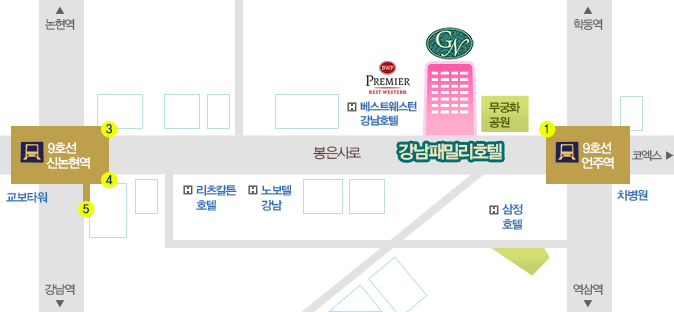 ▲
논현역
▲
학동역
GN
BWP
PREMIER
BEST WESTERN.
H 베스트웨스턴
강남호텔
무궁화
공원
3
1
9호선
신논현역
봉은사로
강남패밀리호텔
9호선
언주역
코엑스 ▶
4
교보타워
5
H 리츠칼튼
호텔
H 노보텔
강남
H 삼정
호텔
차병원
강남역
▼
역삼역
▼